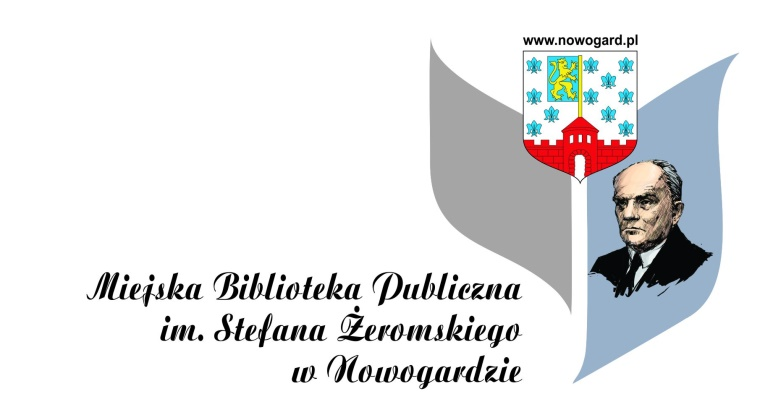 www.nowogard.pl
Miejska Biblioteka Publiczna
im. Stefana Żeromskiego
w Nowogardzie